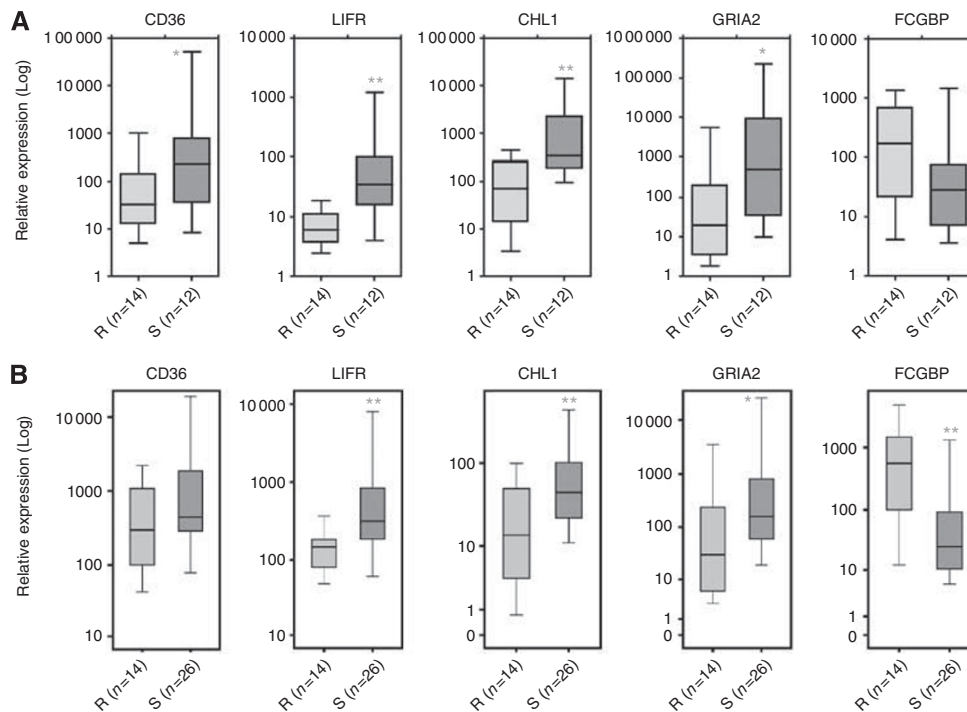 A
CD36
LIFR
CHL1
GRIA2
FCGBP
Relative expression (Log)
1 00 000
10 000
1000
100
10
1
10 000
1000
100
10
1
100 000
10 000
1000
100
10
1
1 000 000
100 000
10 000
1000
100
10
1
10 000
1000
100
10
1
*
**
**
*
R (n=14)
S (n=12)
R (n=14)
S (n=12)
R (n=14)
S (n=12)
R (n=14)
S (n=12)
R (n=14)
S (n=12)
B
CD36
LIFR
CHL1
GRIA2
FCGBP
Relative expression (Log)
10 000
1000
100
10
10 000
1000
100
10
100
10
1
0
10 000
1000
100
10
1
0
1000
100
10
1
0
**
**
*
**
R (n=14)
S (n=26)
R (n=14)
S (n=26)
R (n=14)
S (n=26)
R (n=14)
S (n=26)
R (n=14)
S (n=26)